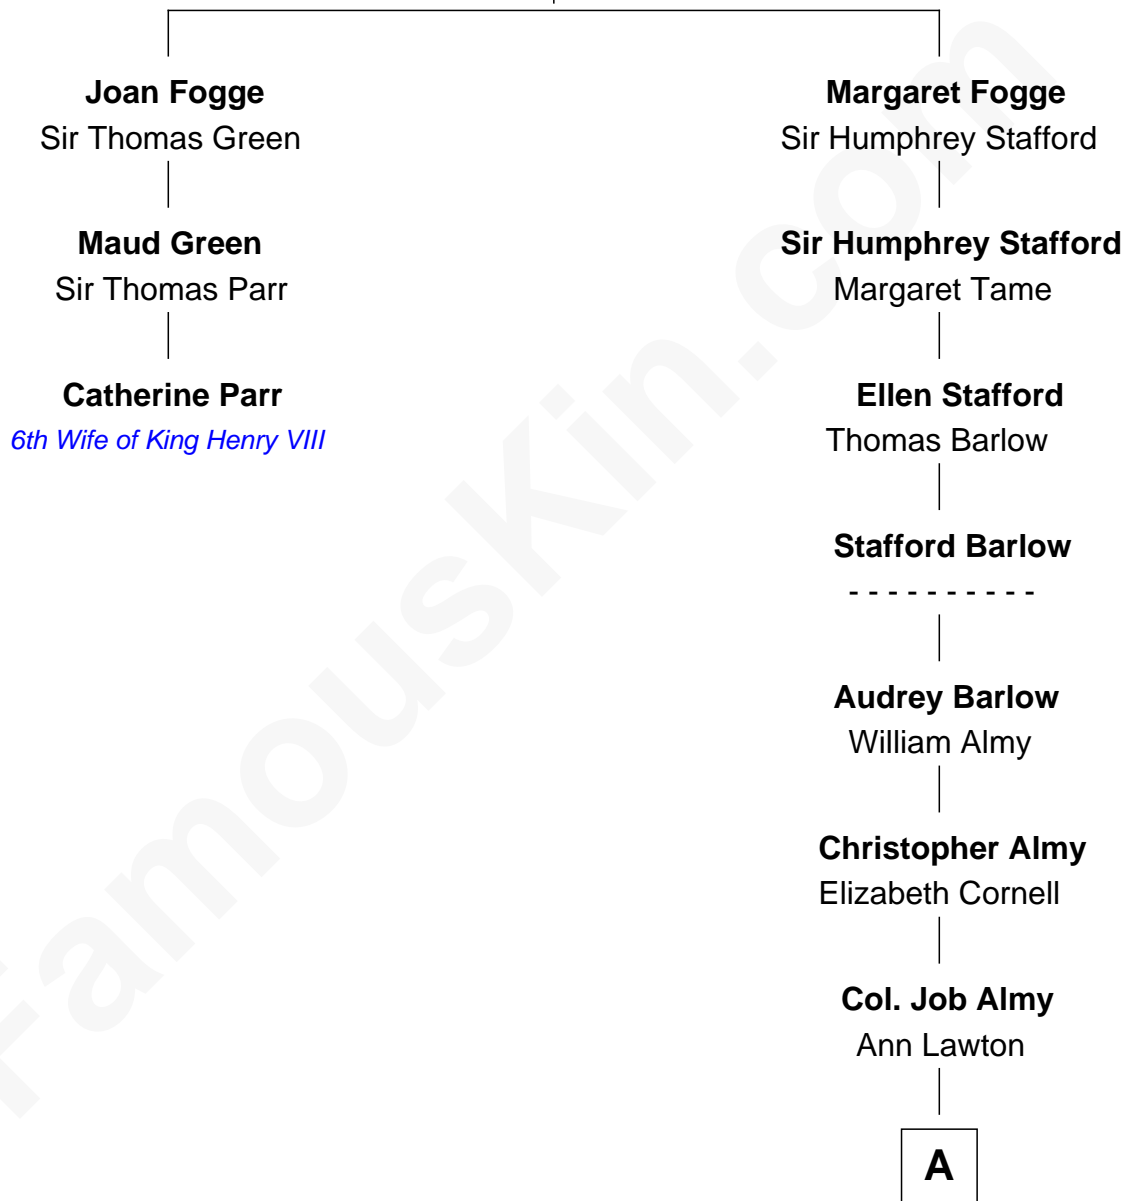 Joan Fogge
Sir Thomas Green
Maud Green
Sir Thomas Parr
Catherine Parr
6th Wife of King Henry VIII
Margaret Fogge
Sir Humphrey Stafford
Sir Humphrey Stafford
Margaret Tame
Ellen Stafford
Thomas Barlow
Stafford Barlow
- - - - - - - - - -
Audrey Barlow
William Almy
Christopher Almy
Elizabeth Cornell
Col. Job Almy
Ann Lawton
A
FamousKin.com